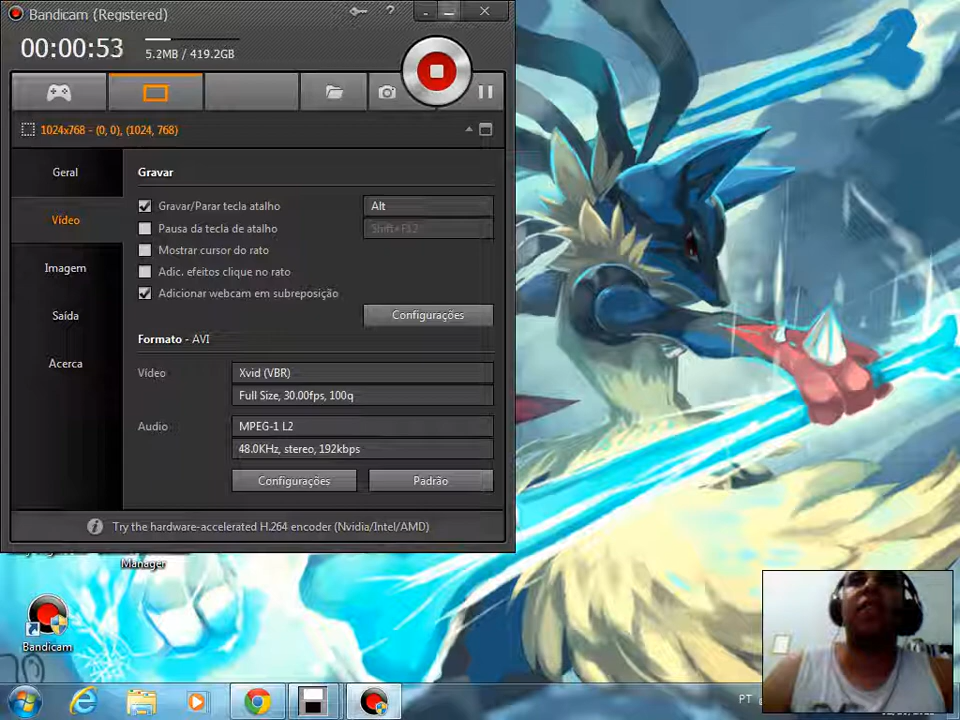 Bandicam (Registered)
?
00:00:53
5.2MB / 419.2GB
1024x768 - (0, 0), (1024, 768)
Geral
Vídeo
Imagem
Saída
Acerca
Gravar
Gravar/Parar tecla atalho
Alt
Pausa da tecla de atalho
Shift+F12
Mostrar cursor do rato
Adic. efeitos clique no rato
Adicionar webcam em subreposição
Configurações
Formato - AVI
Vídeo
Xvid (VBR)
Full Size, 30.00fps, 100q
Audio
MPEG-1 L2
48.0KHz, stereo, 192kbps
Configurações
Padrão
Try the hardware-accelerated H.264 encoder (Nvidia/Intel/AMD)
Manager
Bandicam
PT